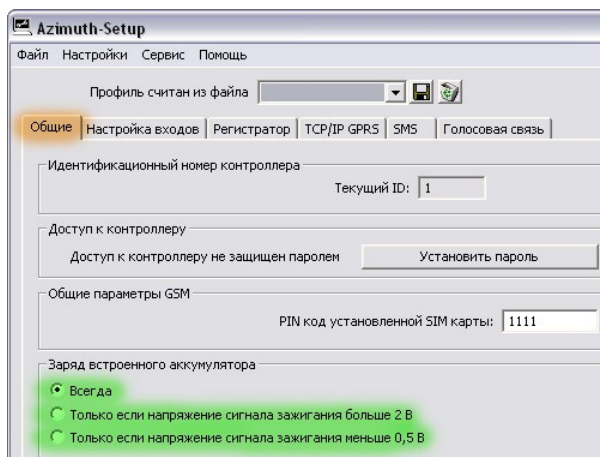 Azimuth-Setup
Файл Настройки Сервис Помощь
Профиль считан из файла
Общие Настройка входов Регистратор TCP/IP GPRS SMS Голосовая связь
Идентификационный номер контроллера
Текущий ID: 1
Доступ к контроллеру
Доступ к контроллеру не защищен паролем Установить пароль
Общие параметры GSM
PIN код установленной SIM карты: 1111
Заряд встроенного аккумулятора
Всегда
Только если напряжение сигнала зажигания больше 2 В
Только если напряжение сигнала зажигания меньше 0,5 В